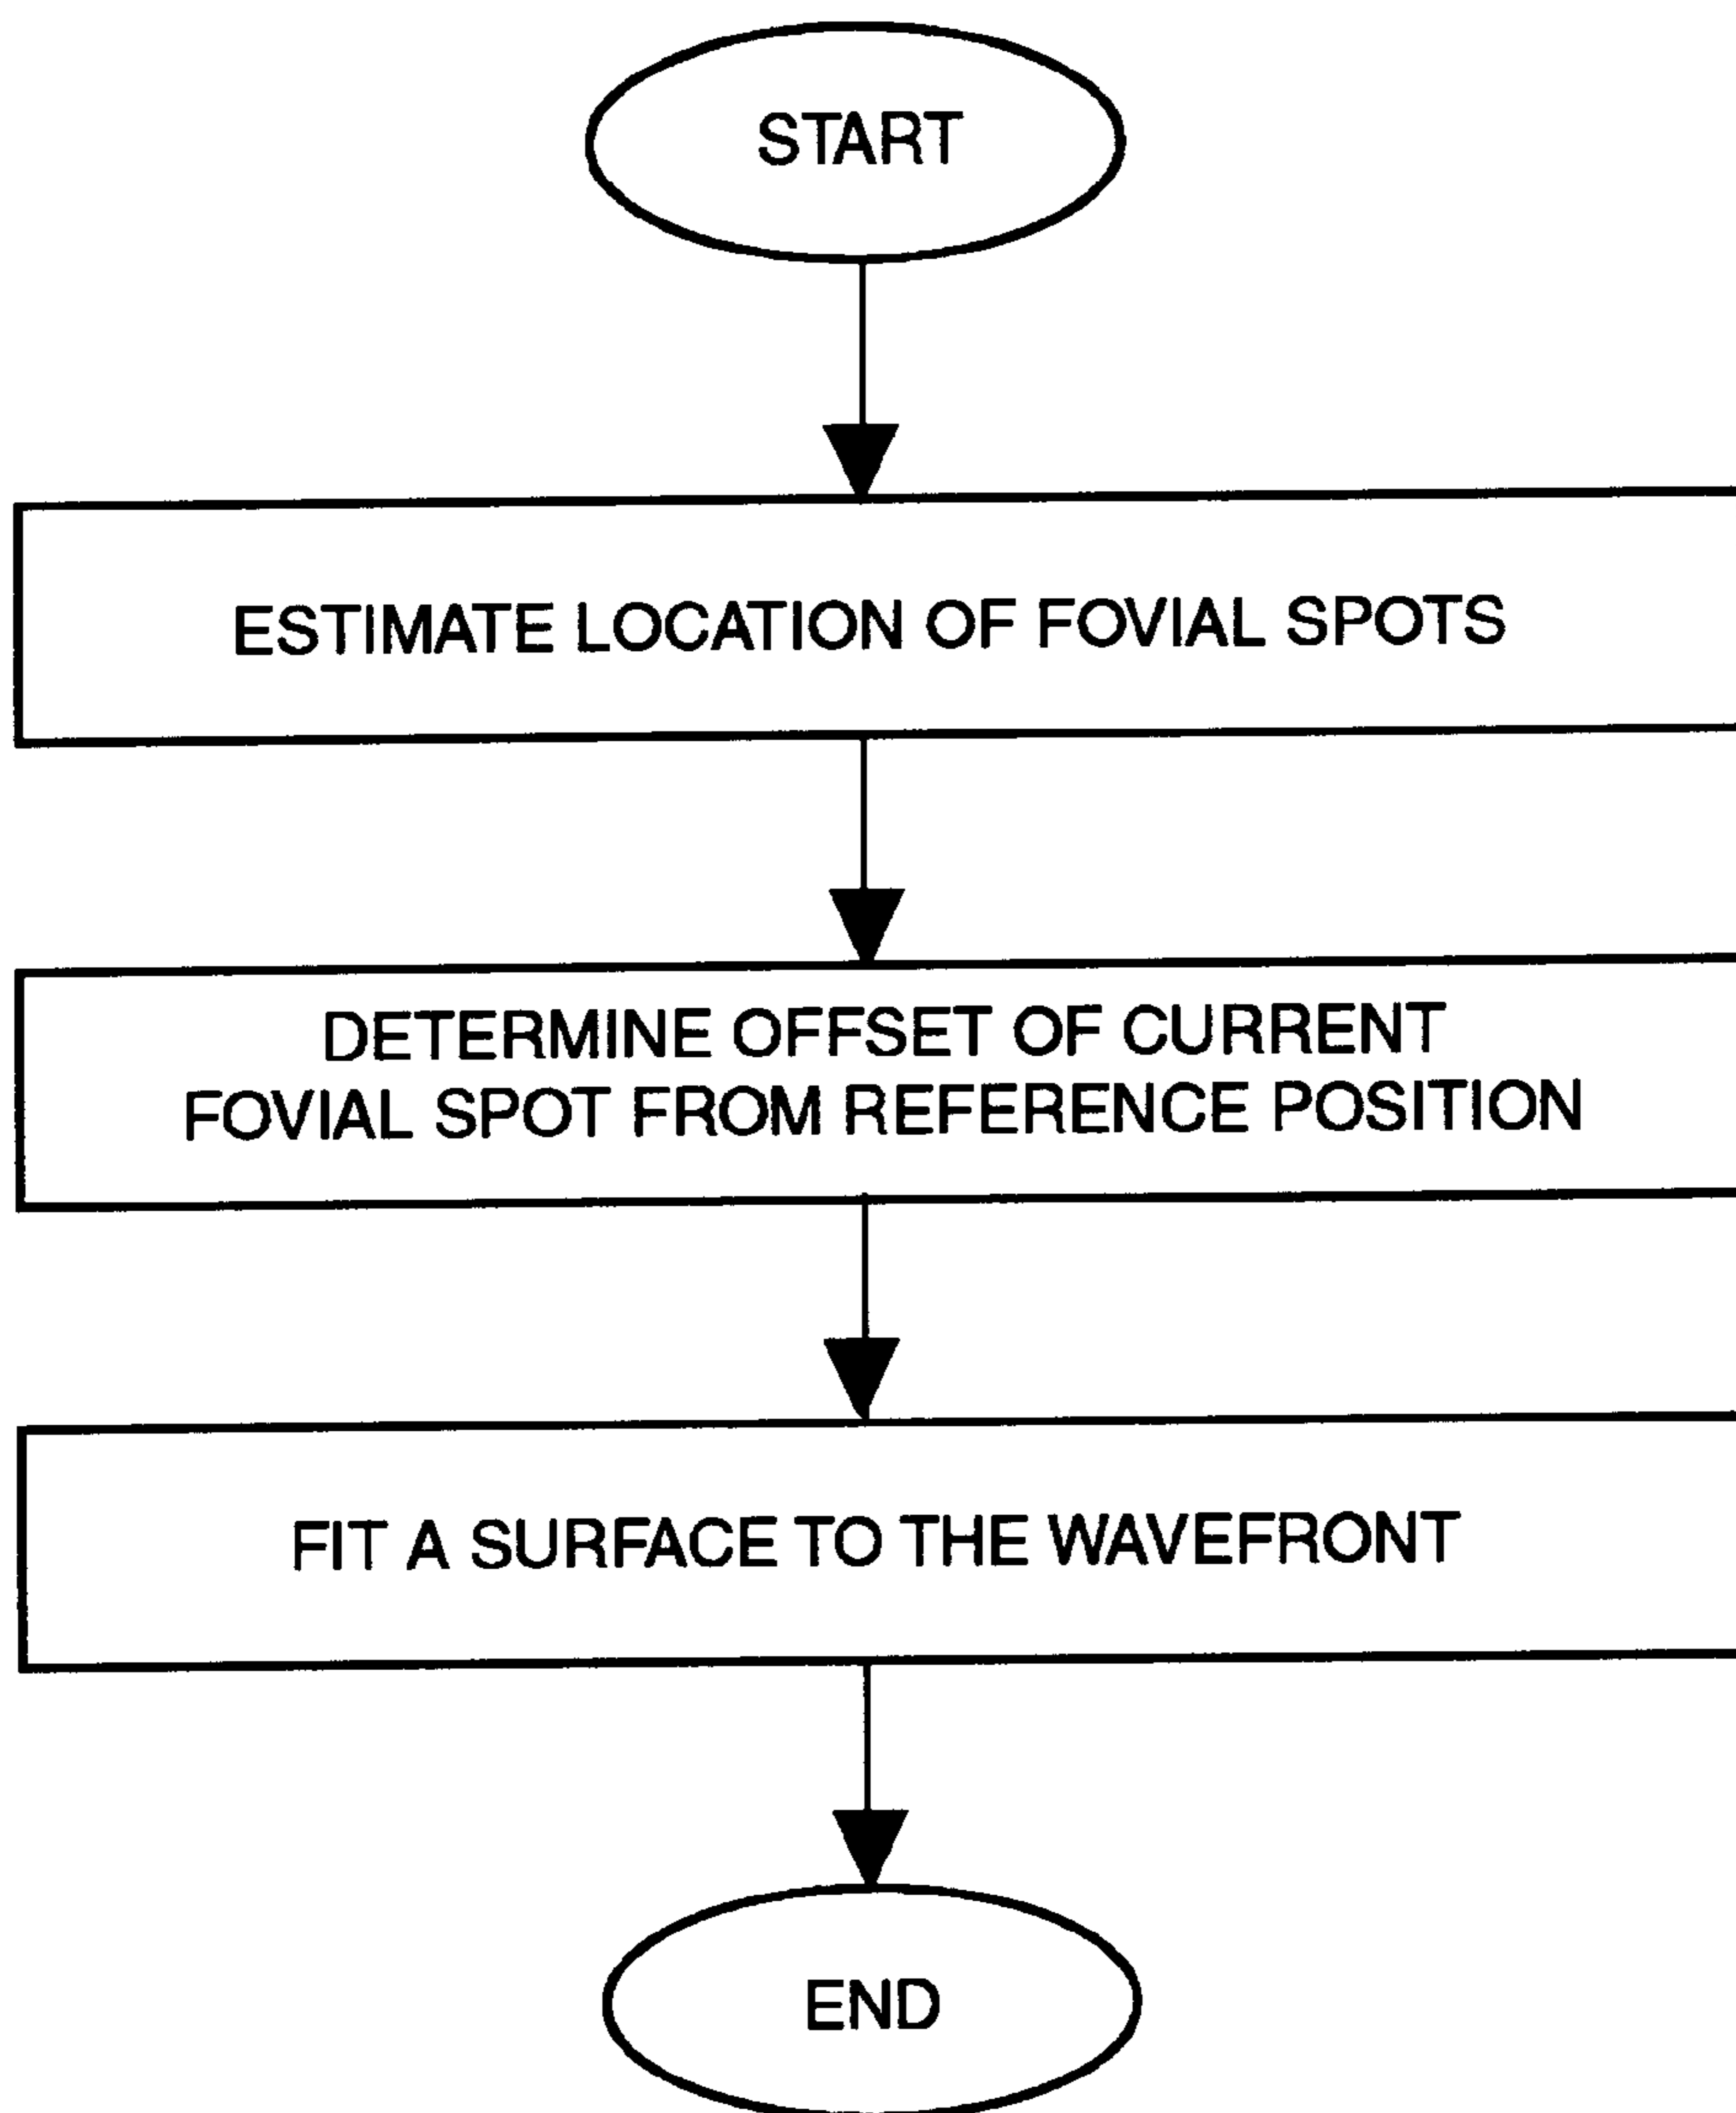 START
ESTIMATE LOCATION OF FOVIAL SPOTS
DETERMINE OFFSET OF CURRENT
FOVIAL SPOT FROM REFERENCE POSITION
FIT A SURFACE TO THE WAVEFRONT
END